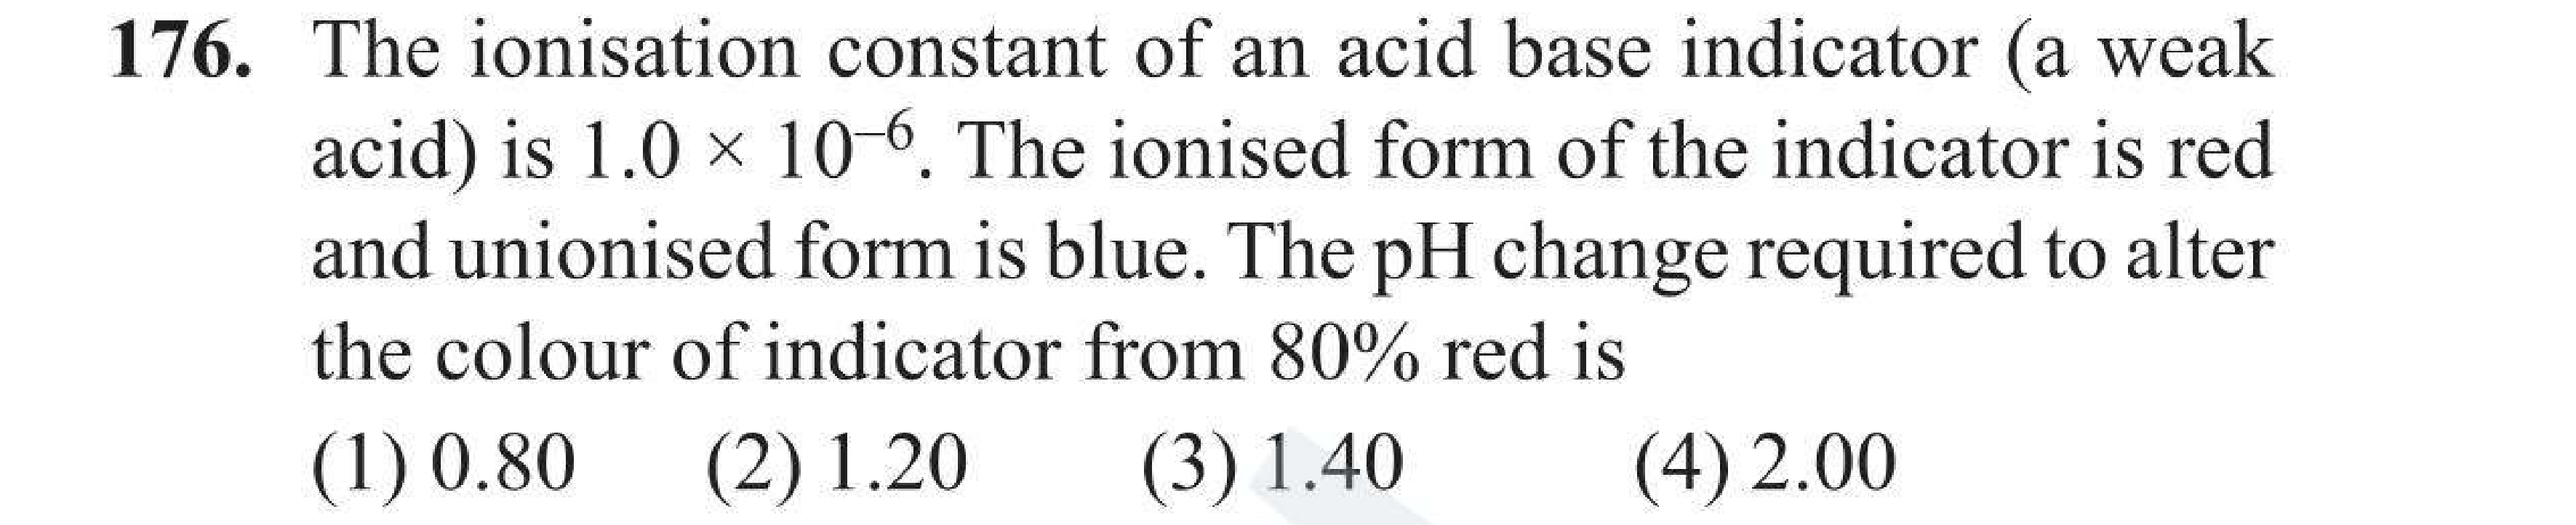 176. The ionisation constant of an acid base indicator (a weak
acid) is 1.0 × 10⁻⁶. The ionised form of the indicator is red
and unionised form is blue. The pH change required to alter
the colour of indicator from 80% red is
(1) 0.80 (2) 1.20 (3) 1.40 (4) 2.00